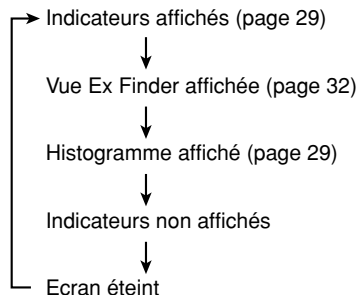 Indicateurs affichés (page 29)
Vue Ex Finder affichée (page 32)
Histogramme affiché (page 29)
Indicateurs non affichés
Ecran éteint